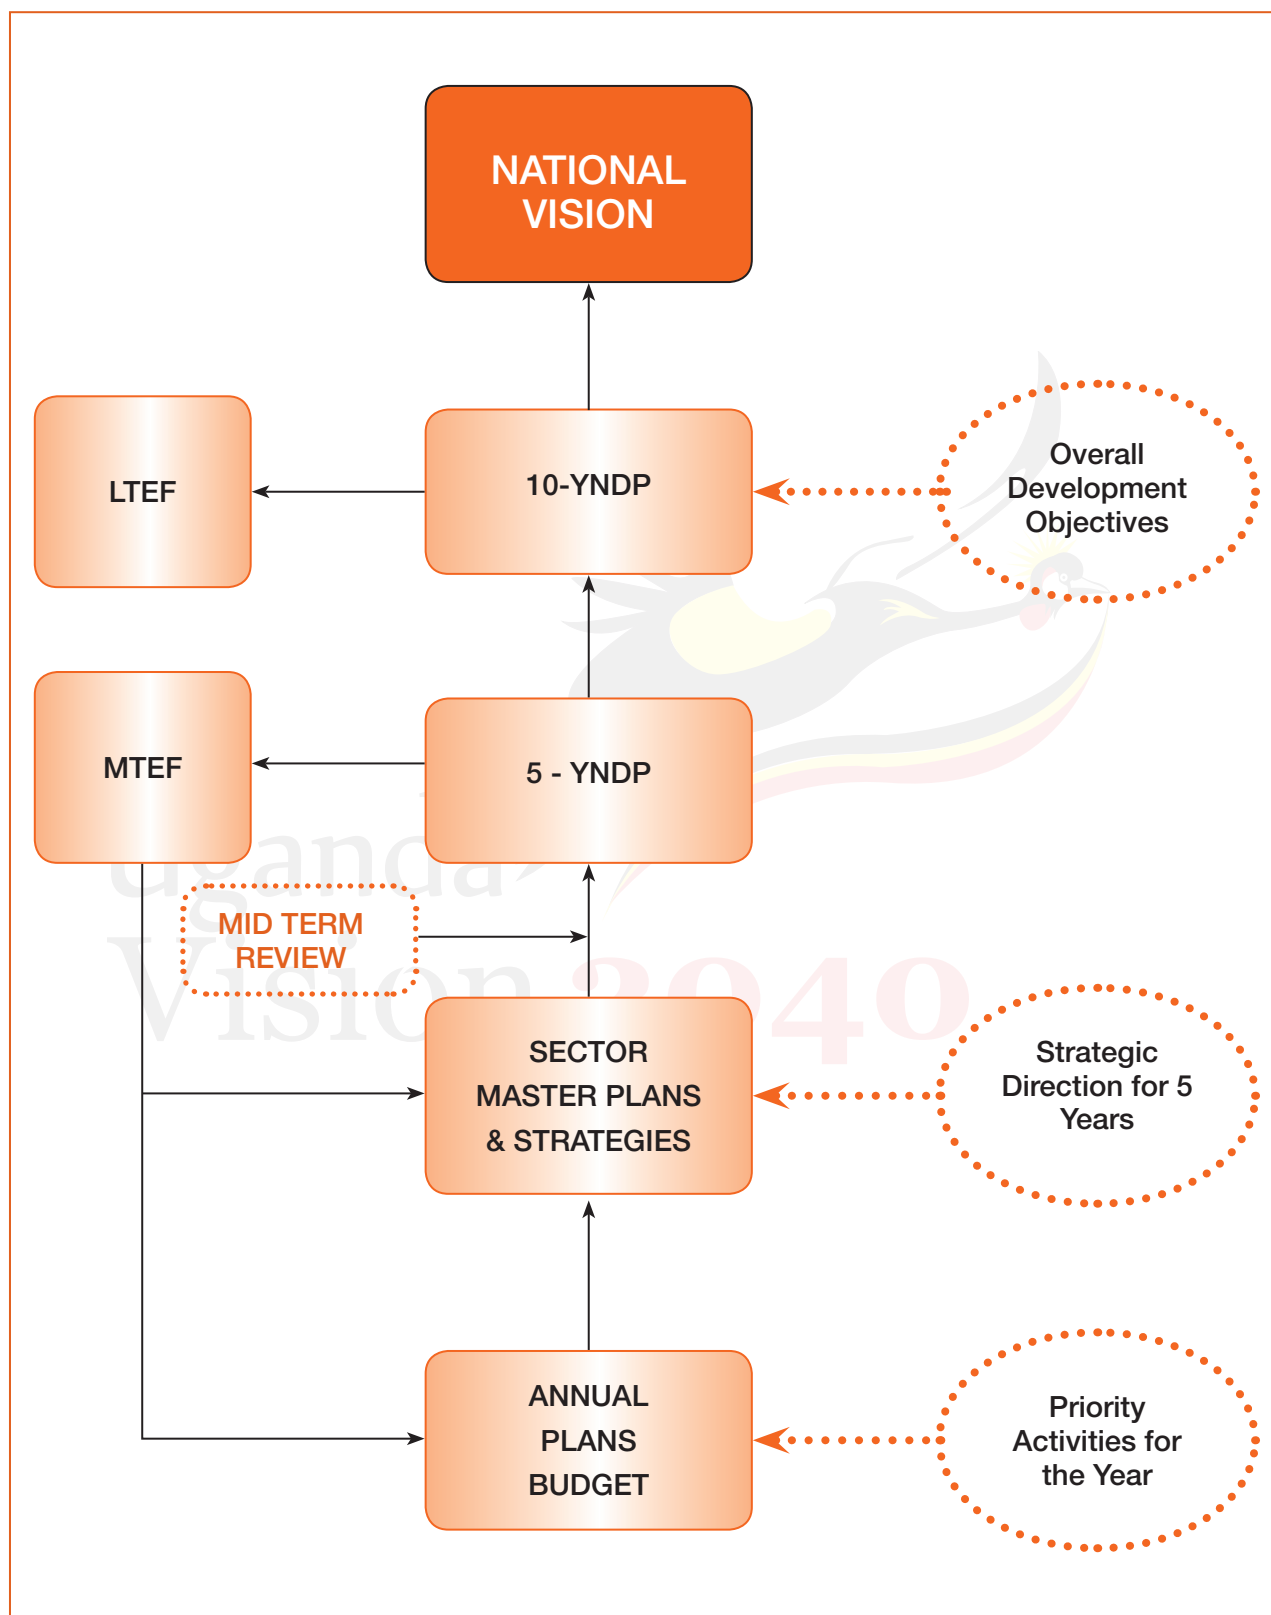 NATIONAL
VISION
LTEF
10-YNDP
Overall
Development
Objectives
MTEF
5 - YNDP
uganda
Vision 2040
MID TERM
REVIEW
SECTOR
MASTER PLANS
& STRATEGIES
Strategic
Direction for 5
Years
ANNUAL
PLANS
BUDGET
Priority
Activities for
the Year